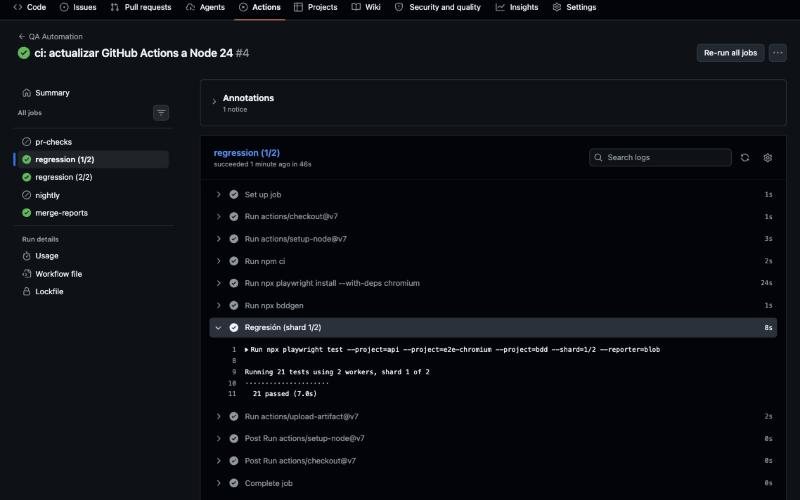 Code Issues Pull requests Agents Actions Projects Wiki Security and quality Insights Settings
QA Automation
ci: actualizar GitHub Actions a Node 24 #4
Re-run all jobs
Summary
All jobs
pr-checks
regression (1/2)
regression (2/2)
nightly
merge-reports
Run details
Usage
Workflow file
Lockfile
Annotations
1 notice
regression (1/2)
succeeded 1 minute ago in 46s
Search logs
Set up job 1s
Run actions/checkout@v7 1s
Run actions/setup-node@v7 3s
Run npm ci 2s
Run npx playwright install --with-deps chromium 24s
Run npx bddgen 1s
Regresión (shard 1/2) 8s
1 Run npx playwright test --project=api --project=e2e-chromium --project=bdd --shard=1/2 --reporter=blob
8
9 Running 21 tests using 2 workers, shard 1 of 2
10 ·····················
11 21 passed (7.0s)
Run actions/upload-artifact@v7 2s
Post Run actions/setup-node@v7 0s
Post Run actions/checkout@v7 0s
Complete job 0s